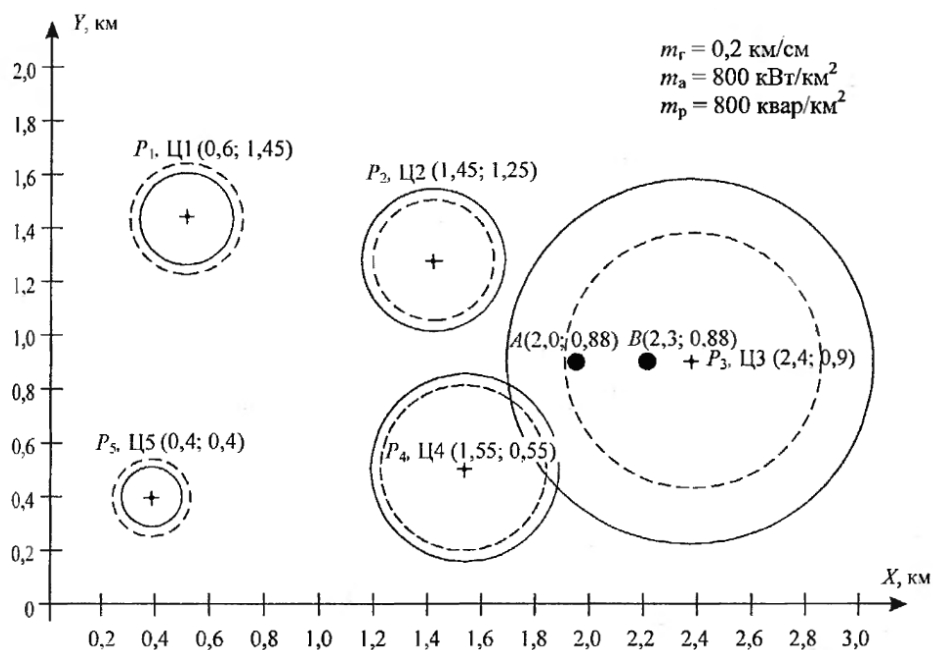 Y, км
m_г = 0,2 км/см
m_а = 800 кВт/км²
m_р = 800 квар/км²
2,0
1,8
P₁, Ц1 (0,6; 1,45)
P₂, Ц2 (1,45; 1,25)
1,6
1,4
1,2
1,0
A(2,0; 0,88) B(2,3; 0,88)
P₃, Ц3 (2,4; 0,9)
0,8
0,6
P₅, Ц5 (0,4; 0,4)
P₄, Ц4 (1,55; 0,55)
0,4
0,2
0
X, км
0,2 0,4 0,6 0,8 1,0 1,2 1,4 1,6 1,8 2,0 2,2 2,4 2,6 2,8 3,0